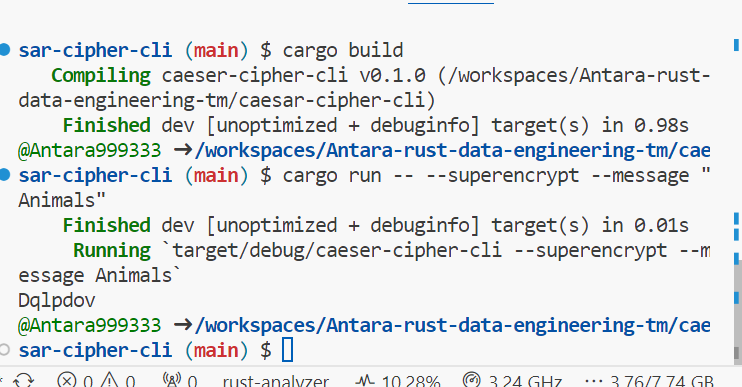 sar-cipher-cli (main) $ cargo build
Compiling caeser-cipher-cli v0.1.0 (/workspaces/Antara-rust-
data-engineering-tm/caesar-cipher-cli)
Finished dev [unoptimized + debuginfo] target(s) in 0.98s
@Antara999333 ➜/workspaces/Antara-rust-data-engineering-tm/cae
sar-cipher-cli (main) $ cargo run -- --superencrypt --message "
Animals"
Finished dev [unoptimized + debuginfo] target(s) in 0.01s
Running `target/debug/caeser-cipher-cli --superencrypt --m
essage Animals`
Dqlpdov
@Antara999333 ➜/workspaces/Antara-rust-data-engineering-tm/cae
sar-cipher-cli (main) $
0 0 0 rust-analyzer 10.28% 3.24 GHz 3.76/7.74 GB